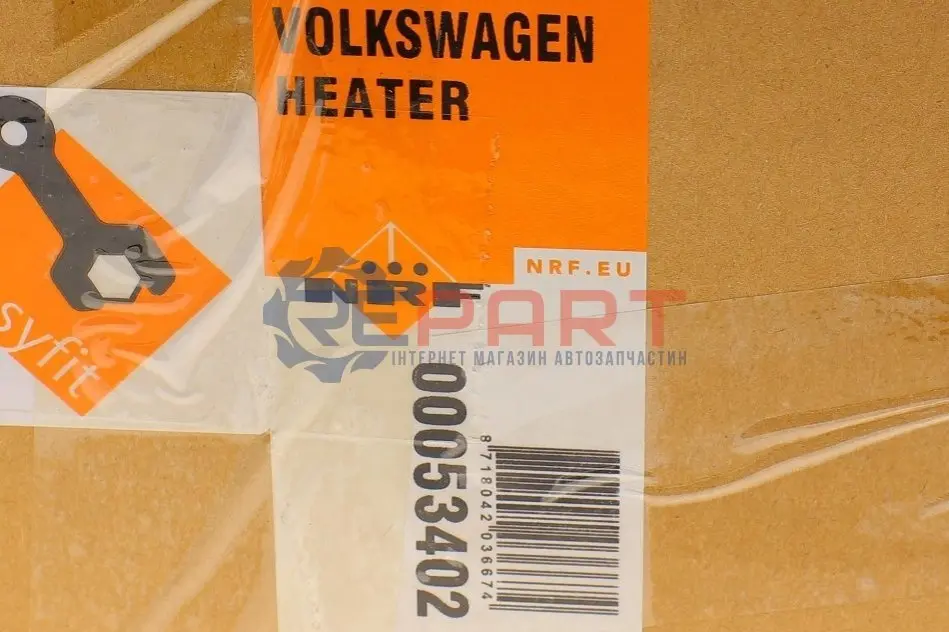 VOLKSWAGEN
HEATER
NRF.EU
NRF
REPART
ІНТЕРНЕТ МАГАЗИН АВТОЗАПЧАСТИН
syfit
00053402
8 718042 036674